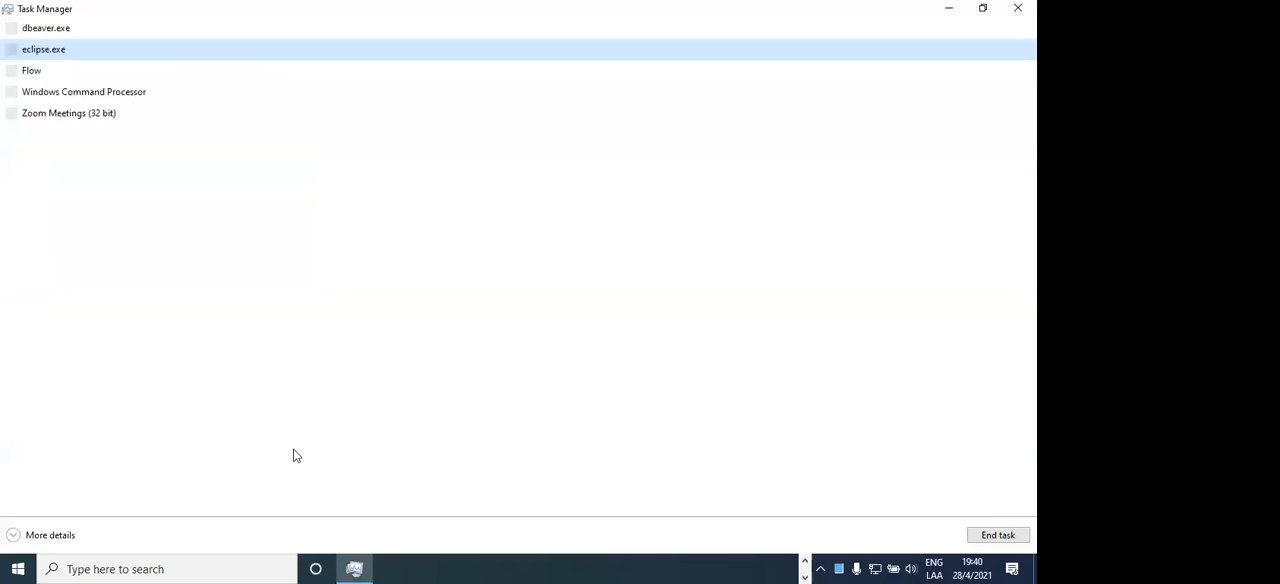 Task Manager
dbeaver.exe
eclipse.exe
Flow
Windows Command Processor
Zoom Meetings (32 bit)
More details
End task
Type here to search
ENG
LAA
19:40
28/4/2021